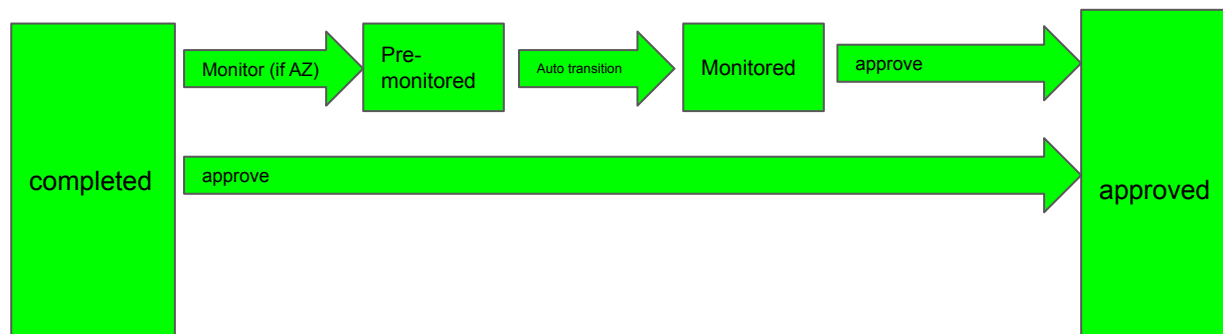 completed
Monitor (if AZ)
Pre-
monitored
Auto transition
Monitored
approve
approve
approved